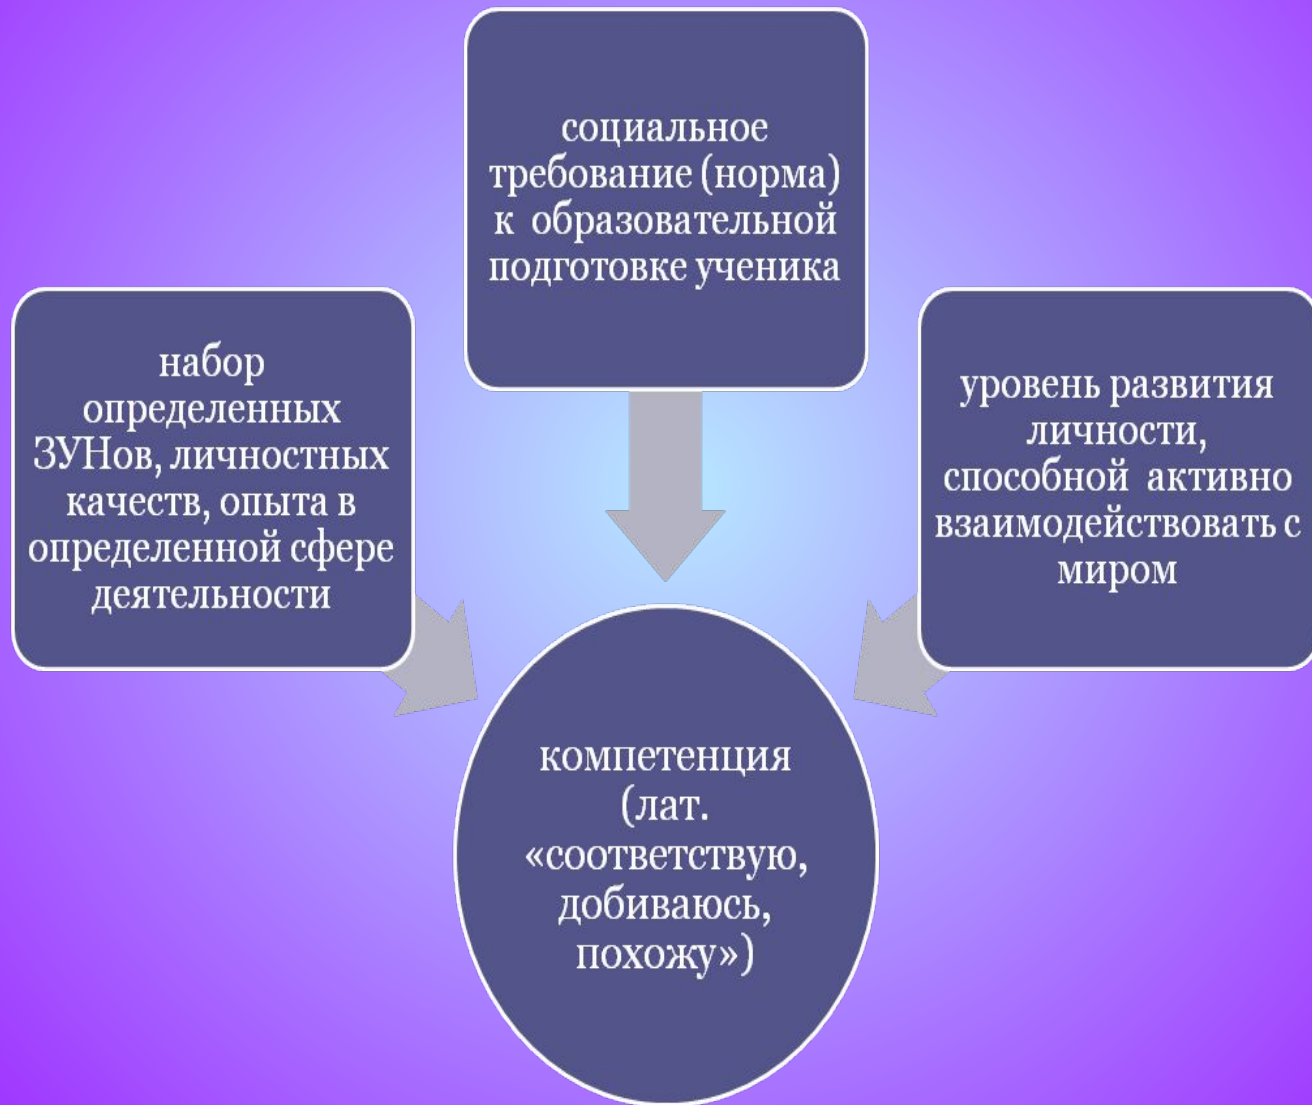 социальное
требование (норма)
к образовательной
подготовке ученика
набор
определенных
ЗУНов, личностных
качеств, опыта в
определенной сфере
деятельности
уровень развития
личности,
способной активно
взаимодействовать с
миром
компетенция
(лат.
«соответствую,
добиваюсь,
похожу»)